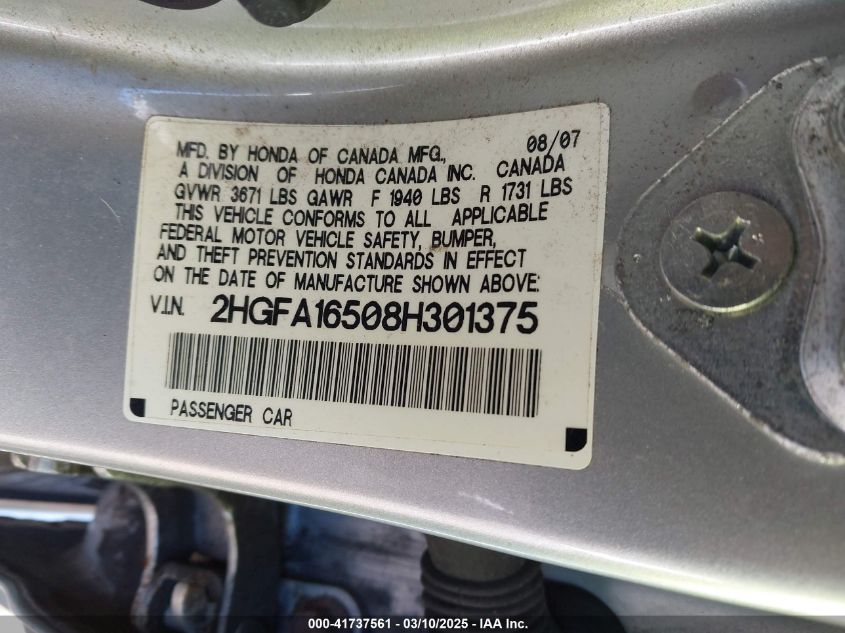 08/07
MFD. BY HONDA OF CANADA MFG.,
A DIVISION OF HONDA CANADA INC. CANADA
GVWR 3671 LBS GAWR F 1940 LBS R 1731 LBS
THIS VEHICLE CONFORMS TO ALL APPLICABLE
FEDERAL MOTOR VEHICLE SAFETY, BUMPER,
AND THEFT PREVENTION STANDARDS IN EFFECT
ON THE DATE OF MANUFACTURE SHOWN ABOVE:
V.I.N. 2HGFA16508H301375
PASSENGER CAR
000-41737561 - 03/10/2025 - IAA Inc.